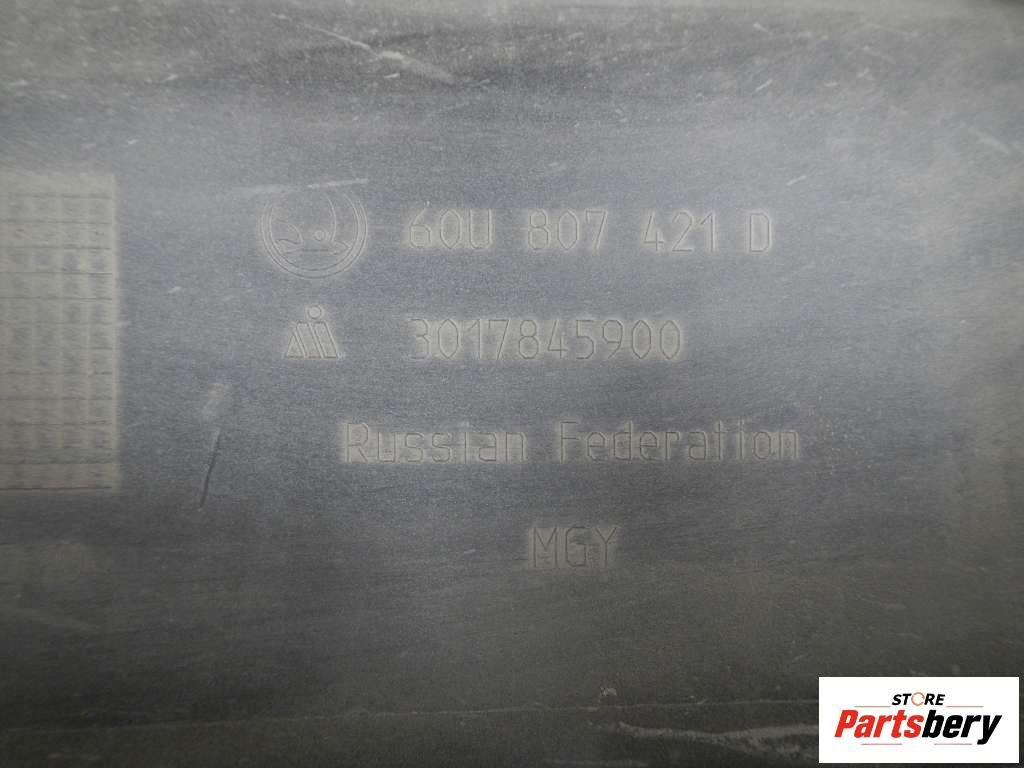 60U 807 421 D
3017845900
Russian Federation
MGY
STORE
Partsbery